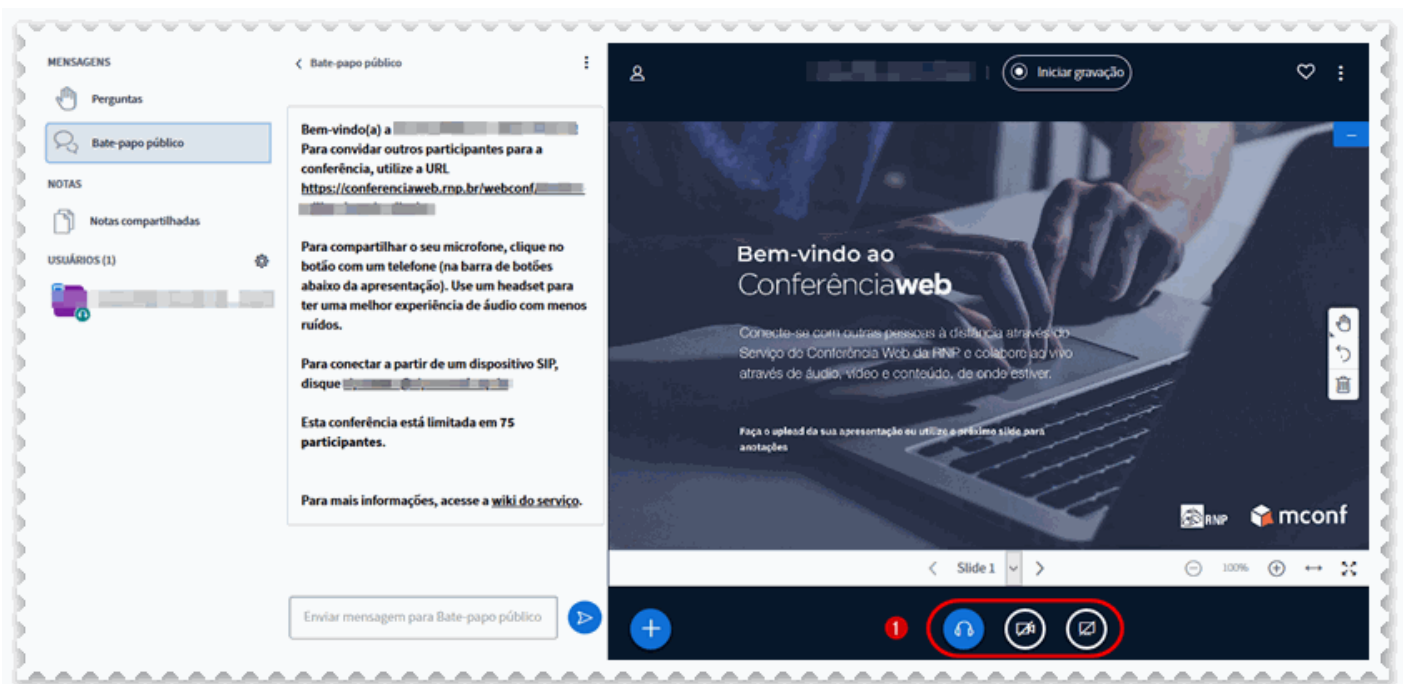 MENSAGENS
Perguntas
Bate-papo público
NOTAS
Notas compartilhadas
USUÁRIOS (1)
Bate-papo público
Bem-vindo(a) a
Para convidar outros participantes para a
conferência, utilize a URL
https://conferenciaweb.rnp.br/webconf/
Para compartilhar o seu microfone, clique no
botão com um telefone (na barra de botões
abaixo da apresentação). Use um headset para
ter uma melhor experiência de áudio com menos
ruídos.
Para conectar a partir de um dispositivo SIP,
disque
Esta conferência está limitada em 75
participantes.
Para mais informações, acesse a wiki do serviço.
Enviar mensagem para Bate-papo público
Iniciar gravação
Bem-vindo ao
Conferênciaweb
Conecte-se com outras pessoas à distância através do
Serviço de Conferência Web da RNP e colabore ao vivo
através de áudio, vídeo e conteúdo, de onde estiver.
Faça o upload da sua apresentação ou utilize o próximo slide para
anotações
RNP mconf
Slide 1 100%
1